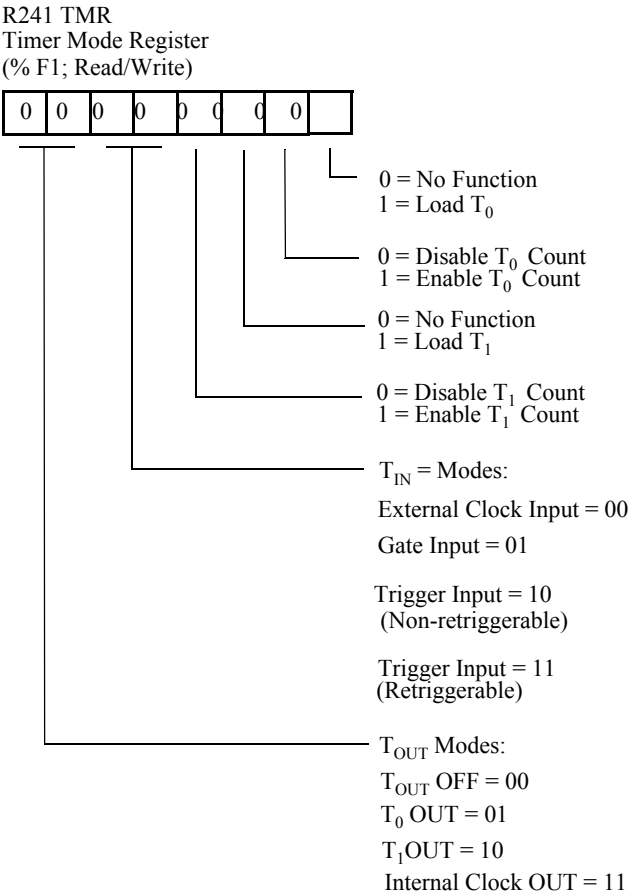 R241 TMR
Timer Mode Register
(% F1; Read/Write)
0 0 0 0 0 0 0 0
0 = No Function
1 = Load T₀
0 = Disable T₀ Count
1 = Enable T₀ Count
0 = No Function
1 = Load T₁
0 = Disable T₁ Count
1 = Enable T₁ Count
T_IN = Modes:
External Clock Input = 00
Gate Input = 01
Trigger Input = 10
(Non-retriggerable)
Trigger Input = 11
(Retriggerable)
T_OUT Modes:
T_OUT OFF = 00
T₀ OUT = 01
T₁OUT = 10
Internal Clock OUT = 11